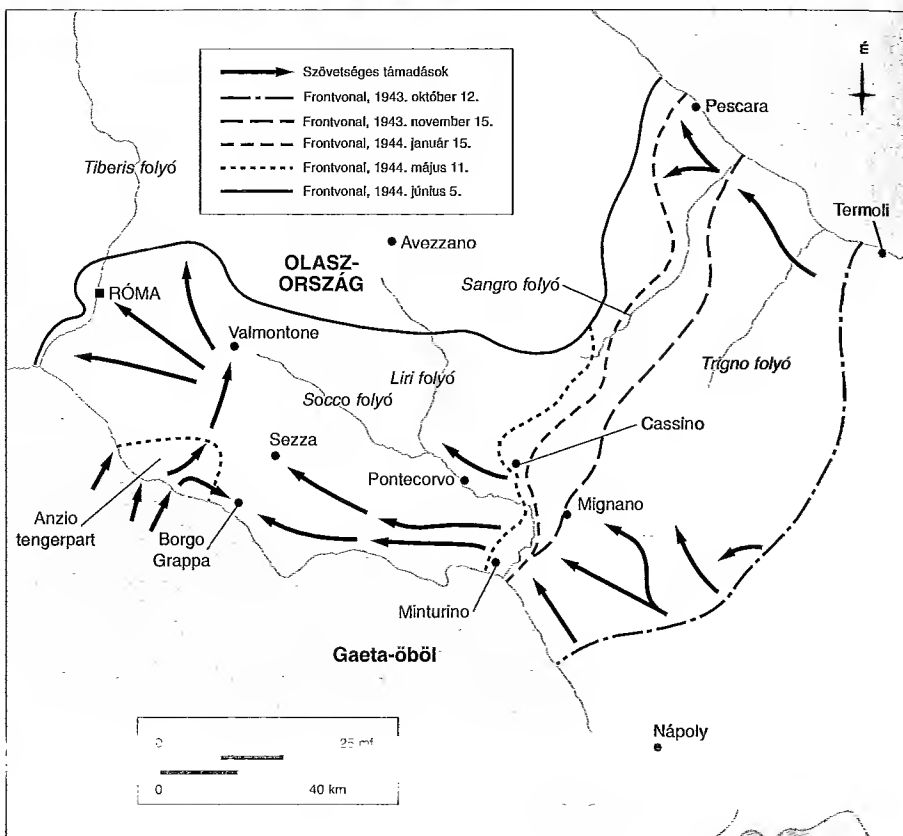 Szövetséges támadások
Frontvonal, 1943. október 12.
Frontvonal, 1943. november 15.
Frontvonal, 1944. január 15.
Frontvonal, 1944. május 11.
Frontvonal, 1944. június 5.
É
Pescara
Tiberis folyó
Termoli
Avezzano
OLASZ-
ORSZÁG
Sangro folyó
RÓMA
Valmontone
Trigno folyó
Liri folyó
Socco folyó
Cassino
Sezza
Pontecorvo
Mignano
Anzio
tengerpart
Borgo
Grappa
Minturino
Gaeta-öböl
Nápoly
0 25 mf
0 40 km